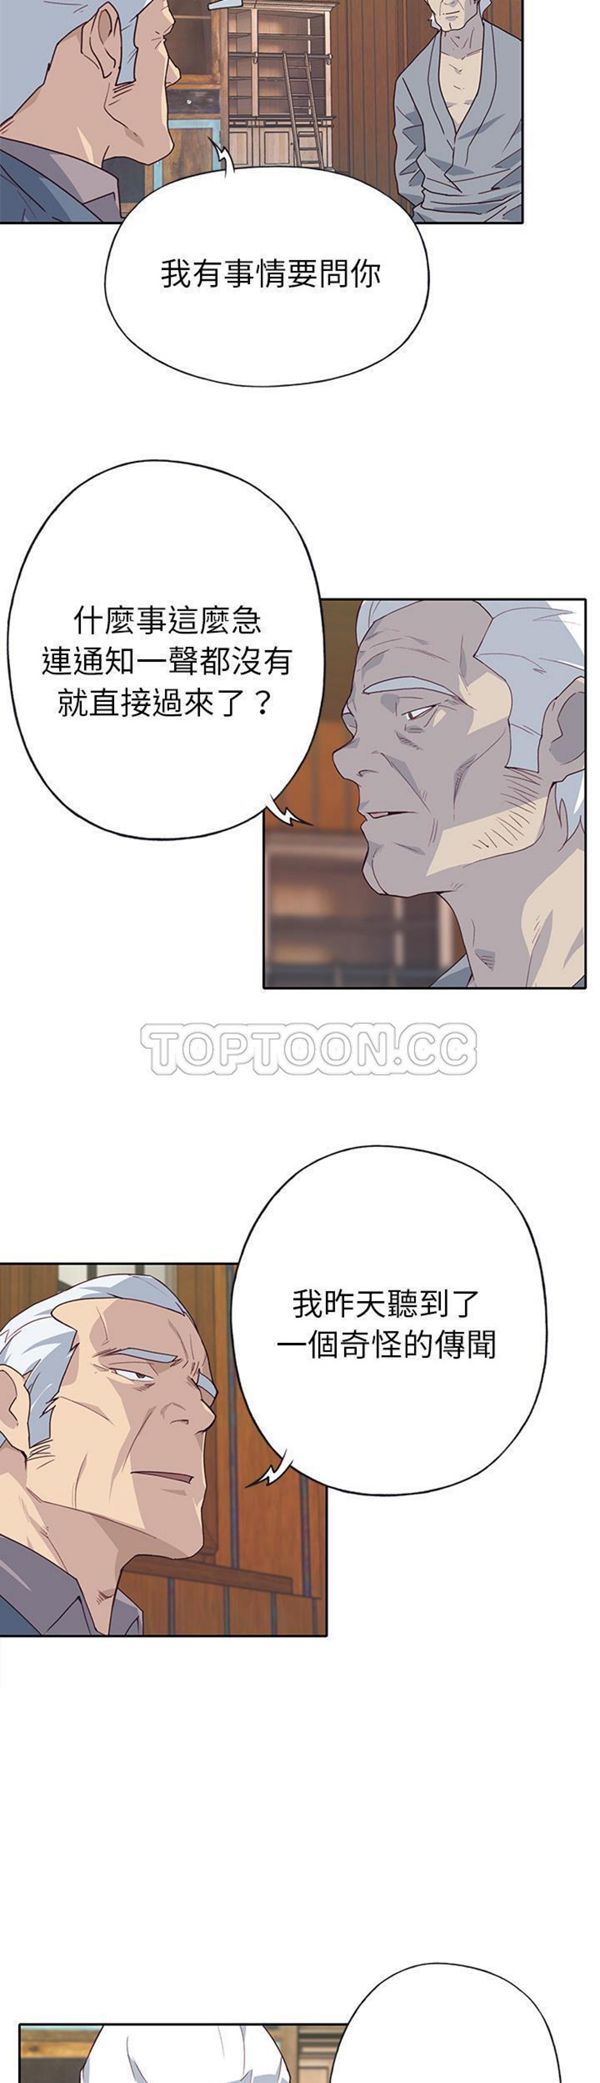 我有事情要問你
什麼事這麼急
連通知一聲都沒有
就直接過來了？
TOPTOON.CC
我昨天聽到了
一個奇怪的傳聞